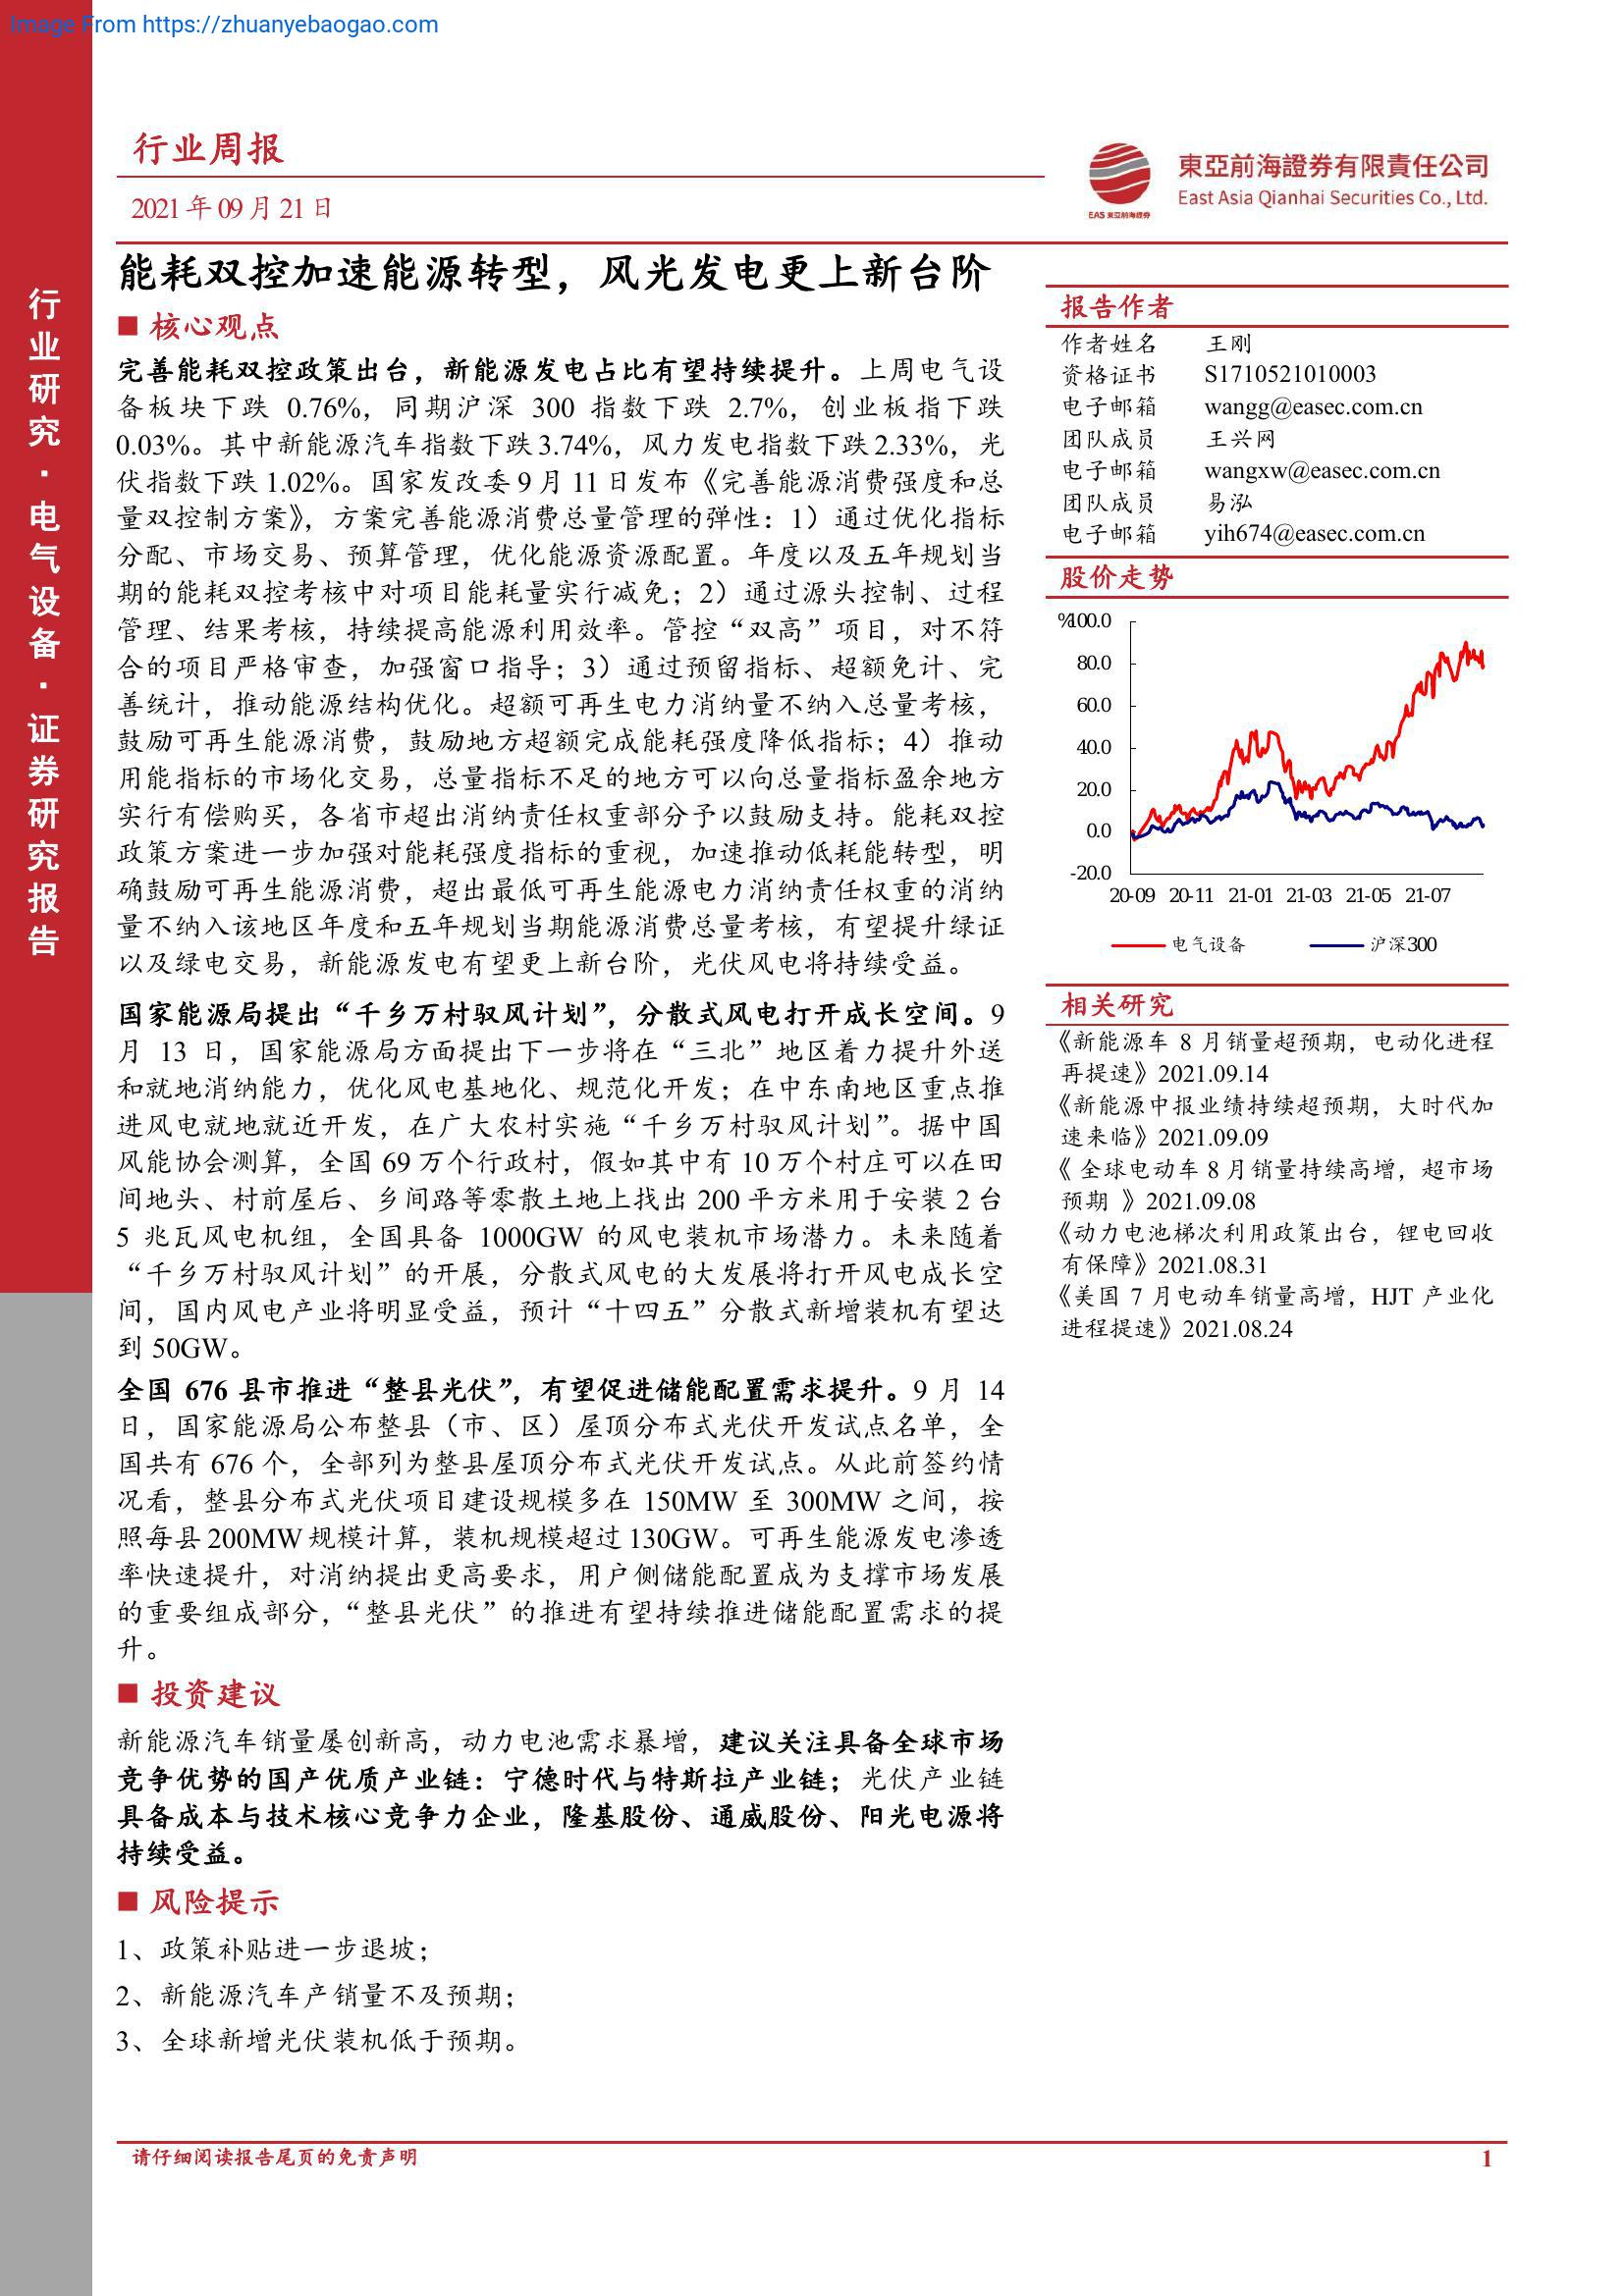 Image From https://zhuanyebaogao.com
行业周报
2021年09月21日
EAS 東亞前海證券
東亞前海證券有限責任公司
East Asia Qianhai Securities Co., Ltd.
行业研究·电气设备·证券研究报告
能耗双控加速能源转型，风光发电更上新台阶
■ 核心观点
完善能耗双控政策出台，新能源发电占比有望持续提升。上周电气设
备板块下跌 0.76%，同期沪深 300 指数下跌 2.7%，创业板指下跌
0.03%。其中新能源汽车指数下跌3.74%，风力发电指数下跌2.33%，光
伏指数下跌1.02%。国家发改委9月11日发布《完善能源消费强度和总
量双控制方案》，方案完善能源消费总量管理的弹性：1）通过优化指标
分配、市场交易、预算管理，优化能源资源配置。年度以及五年规划当
期的能耗双控考核中对项目能耗量实行减免；2）通过源头控制、过程
管理、结果考核，持续提高能源利用效率。管控“双高”项目，对不符
合的项目严格审查，加强窗口指导；3）通过预留指标、超额免计、完
善统计，推动能源结构优化。超额可再生电力消纳量不纳入总量考核，
鼓励可再生能源消费，鼓励地方超额完成能耗强度降低指标；4）推动
用能指标的市场化交易，总量指标不足的地方可以向总量指标盈余地方
实行有偿购买，各省市超出消纳责任权重部分予以鼓励支持。能耗双控
政策方案进一步加强对能耗强度指标的重视，加速推动低耗能转型，明
确鼓励可再生能源消费，超出最低可再生能源电力消纳责任权重的消纳
量不纳入该地区年度和五年规划当期能源消费总量考核，有望提升绿证
以及绿电交易，新能源发电有望更上新台阶，光伏风电将持续受益。
国家能源局提出“千乡万村驭风计划”，分散式风电打开成长空间。9
月 13 日，国家能源局方面提出下一步将在“三北”地区着力提升外送
和就地消纳能力，优化风电基地化、规范化开发；在中东南地区重点推
进风电就地就近开发，在广大农村实施“千乡万村驭风计划”。据中国
风能协会测算，全国69万个行政村，假如其中有10万个村庄可以在田
间地头、村前屋后、乡间路等零散土地上找出200平方米用于安装2台
5 兆瓦风电机组，全国具备 1000GW 的风电装机市场潜力。未来随着
“千乡万村驭风计划”的开展，分散式风电的大发展将打开风电成长空
间，国内风电产业将明显受益，预计“十四五”分散式新增装机有望达
到50GW。
全国 676 县市推进“整县光伏”，有望促进储能配置需求提升。9 月 14
日，国家能源局公布整县（市、区）屋顶分布式光伏开发试点名单，全
国共有 676 个，全部列为整县屋顶分布式光伏开发试点。从此前签约情
况看，整县分布式光伏项目建设规模多在 150MW 至 300MW 之间，按
照每县200MW规模计算，装机规模超过130GW。可再生能源发电渗透
率快速提升，对消纳提出更高要求，用户侧储能配置成为支撑市场发展
的重要组成部分，“整县光伏”的推进有望持续推进储能配置需求的提
升。
■ 投资建议
新能源汽车销量屡创新高，动力电池需求暴增，建议关注具备全球市场
竞争优势的国产优质产业链：宁德时代与特斯拉产业链；光伏产业链
具备成本与技术核心竞争力企业，隆基股份、通威股份、阳光电源将
持续受益。
■ 风险提示
1、政策补贴进一步退坡；
2、新能源汽车产销量不及预期；
3、全球新增光伏装机低于预期。
报告作者
作者姓名 王刚
资格证书 S1710521010003
电子邮箱 wangg@easec.com.cn
团队成员 王兴网
电子邮箱 wangxw@easec.com.cn
团队成员 易泓
电子邮箱 yih674@easec.com.cn
股价走势
%100.0
80.0
60.0
40.0
20.0
0.0
-20.0
20-09 20-11 21-01 21-03 21-05 21-07
电气设备 沪深300
相关研究
《新能源车 8 月销量超预期，电动化进程
再提速》2021.09.14
《新能源中报业绩持续超预期，大时代加
速来临》2021.09.09
《 全球电动车8月销量持续高增，超市场
预期 》2021.09.08
《动力电池梯次利用政策出台，锂电回收
有保障》2021.08.31
《美国 7 月电动车销量高增，HJT 产业化
进程提速》2021.08.24
请仔细阅读报告尾页的免责声明
1